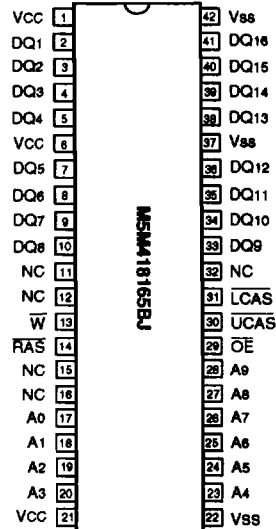 VCC 1 42 Vss
DQ1 2 41 DQ16
DQ2 3 40 DQ15
DQ3 4 39 DQ14
DQ4 5 38 DQ13
VCC 6 37 Vss
DQ5 7 36 DQ12
DQ6 8 35 DQ11
DQ7 9 34 DQ10
DQ8 10 33 DQ9
NC 11 32 NC
NC 12 31 LCAS
W 13 30 UCAS
RAS 14 29 OE
NC 15 28 A9
NC 16 27 A8
A0 17 26 A7
A1 18 25 A6
A2 19 24 A5
A3 20 23 A4
VCC 21 22 VSS
M5M418165BJ